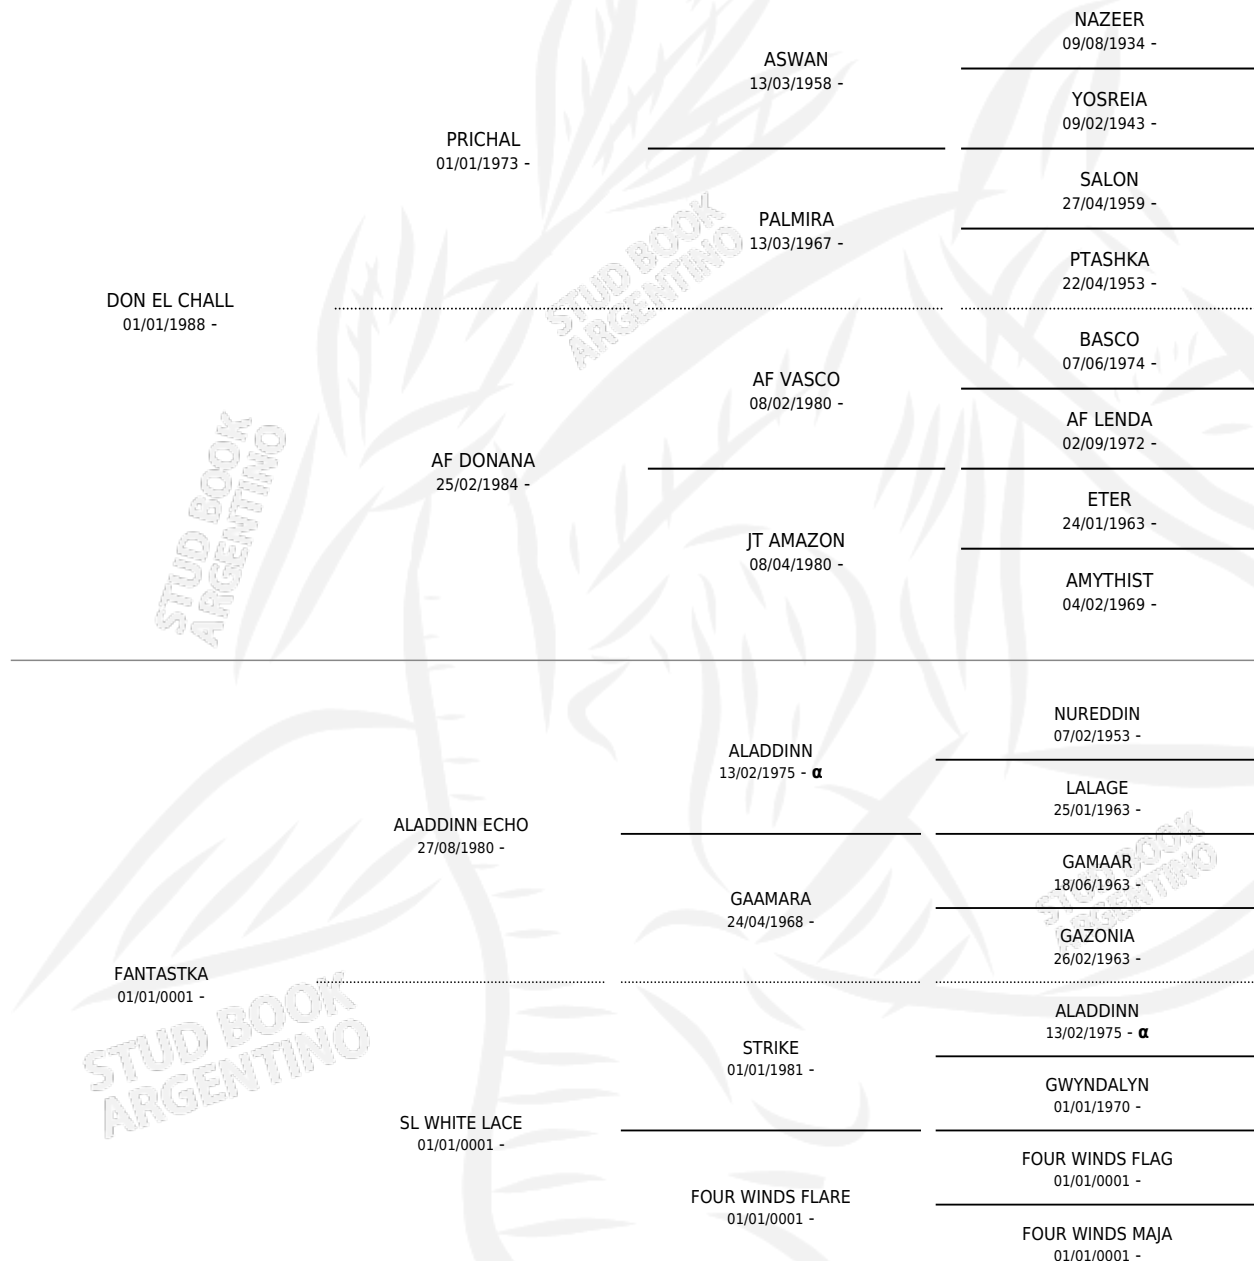 NAZEER
09/08/1934 -
ASWAN
13/03/1958 -
YOSREIA
09/02/1943 -
PRICHAL
01/01/1973 -
SALON
27/04/1959 -
PALMIRA
13/03/1967 -
PTASHKA
22/04/1953 -
DON EL CHALL
01/01/1988 -
BASCO
07/06/1974 -
AF VASCO
08/02/1980 -
AF LENDA
02/09/1972 -
AF DONANA
25/02/1984 -
ETER
24/01/1963 -
JT AMAZON
08/04/1980 -
AMYTHIST
04/02/1969 -
STUD BOOK
ARGENTINO
STUD BOOK
ARGENTINO
NUREDDIN
07/02/1953 -
ALADDINN
13/02/1975 - α
LALAGE
25/01/1963 -
ALADDINN ECHO
27/08/1980 -
GAMAAR
18/06/1963 -
GAAMARA
24/04/1968 -
GAZONIA
26/02/1963 -
STUD BOOK
ARGENTINO
FANTASTKA
01/01/0001 -
STUD BOOK
ARGENTINO
ALADDINN
13/02/1975 - α
STRIKE
01/01/1981 -
GWYNDALYN
01/01/1970 -
SL WHITE LACE
01/01/0001 -
FOUR WINDS FLAG
01/01/0001 -
FOUR WINDS FLARE
01/01/0001 -
FOUR WINDS MAJA
01/01/0001 -